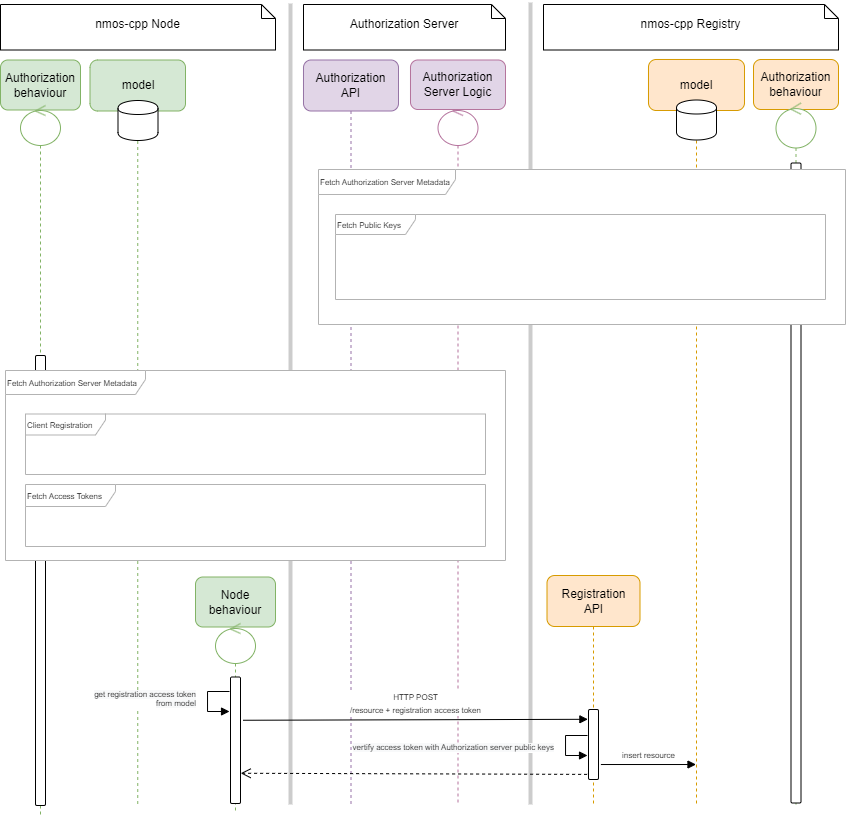 nmos-cpp Node
Authorization Server
nmos-cpp Registry
Authorization
behaviour
model
Authorization
API
Authorization
Server Logic
model
Authorization
behaviour
Fetch Authorization Server Metadata
Fetch Public Keys
Fetch Authorization Server Metadata
Client Registration
Fetch Access Tokens
Node
behaviour
Registration
API
get registration access token
from model
HTTP POST
/resource + registration access token
vertify access token with Authorization server public keys
insert resource